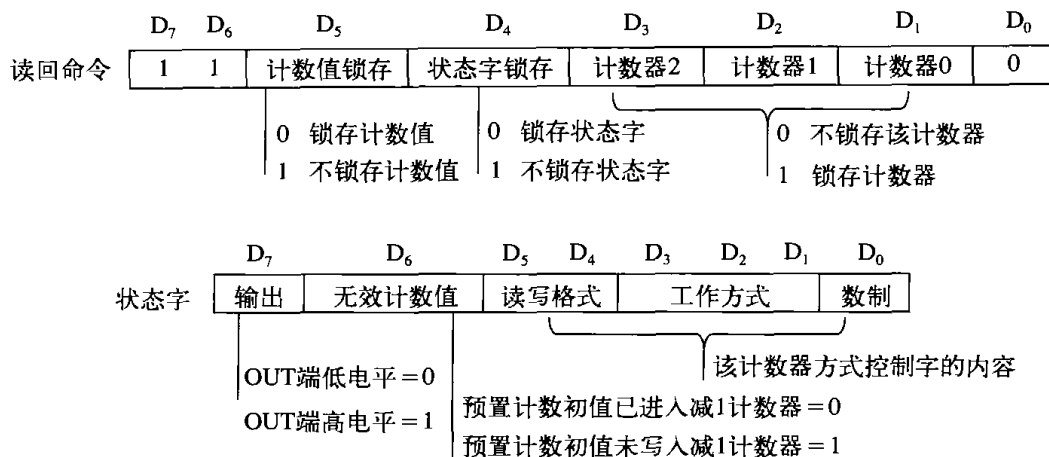 D₇ D₆ D₅ D₄ D₃ D₂ D₁ D₀
读回命令 1 1 计数值锁存 状态字锁存 计数器2 计数器1 计数器0 0
0 锁存计数值 0 锁存状态字 0 不锁存该计数器
1 不锁存计数值 1 不锁存状态字 1 锁存计数器
D₇ D₆ D₅ D₄ D₃ D₂ D₁ D₀
状态字 输出 无效计数值 读写格式 工作方式 数制
OUT端低电平=0 该计数器方式控制字的内容
OUT端高电平=1 预置计数初值已进入减1计数器=0
预置计数初值未写入减1计数器=1